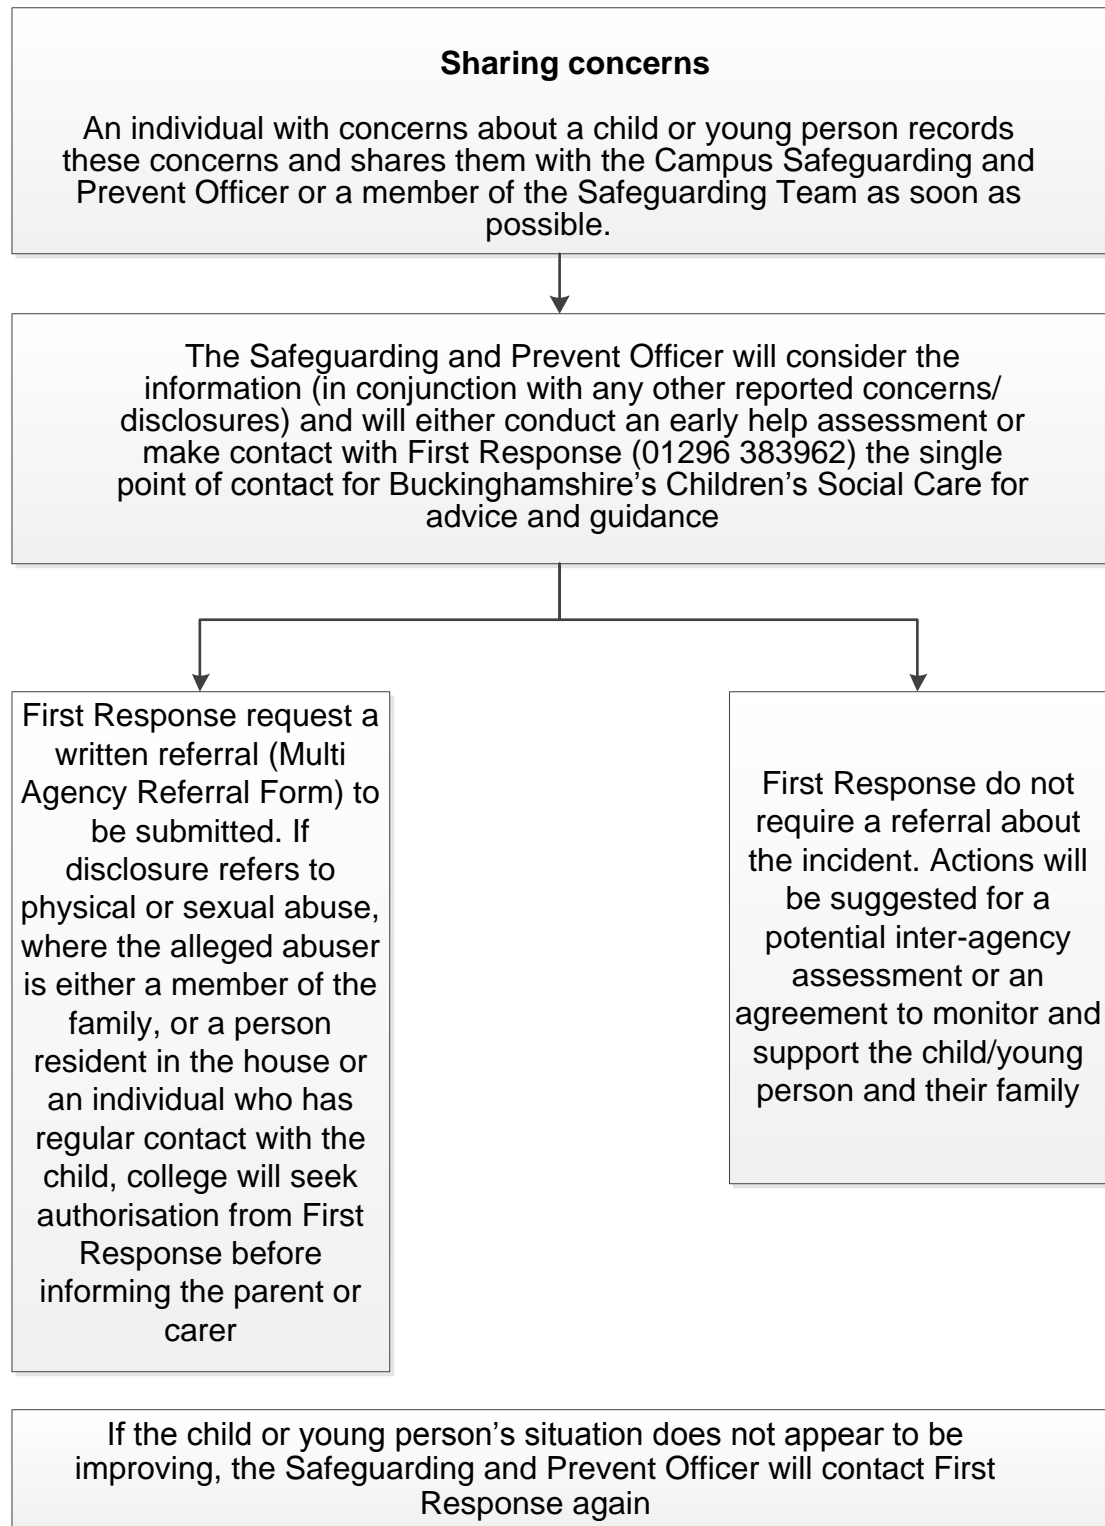 Sharing concerns
An individual with concerns about a child or young person records
these concerns and shares them with the Campus Safeguarding and
Prevent Officer or a member of the Safeguarding Team as soon as
possible.
The Safeguarding and Prevent Officer will consider the
information (in conjunction with any other reported concerns/
disclosures) and will either conduct an early help assessment or
make contact with First Response (01296 383962) the single
point of contact for Buckinghamshire’s Children’s Social Care for
advice and guidance
First Response request a
written referral (Multi
Agency Referral Form) to
be submitted. If
disclosure refers to
physical or sexual abuse,
where the alleged abuser
is either a member of the
family, or a person
resident in the house or
an individual who has
regular contact with the
child, college will seek
authorisation from First
Response before
informing the parent or
carer
First Response do not
require a referral about
the incident. Actions will
be suggested for a
potential inter-agency
assessment or an
agreement to monitor and
support the child/young
person and their family
If the child or young person’s situation does not appear to be
improving, the Safeguarding and Prevent Officer will contact First
Response again